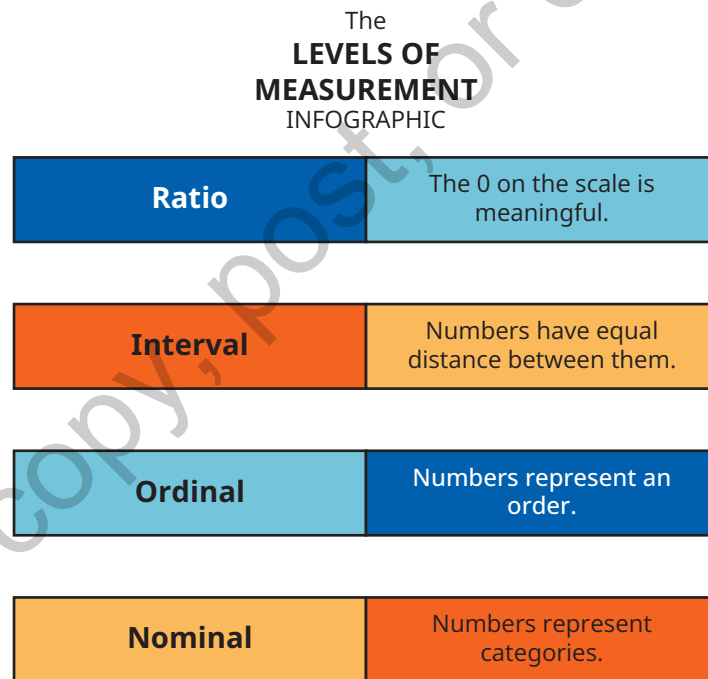 The
LEVELS OF
MEASUREMENT
INFOGRAPHIC
Ratio
The 0 on the scale is
meaningful.
Interval
Numbers have equal
distance between them.
Ordinal
Numbers represent an
order.
Nominal
Numbers represent
categories.
copy, post, or